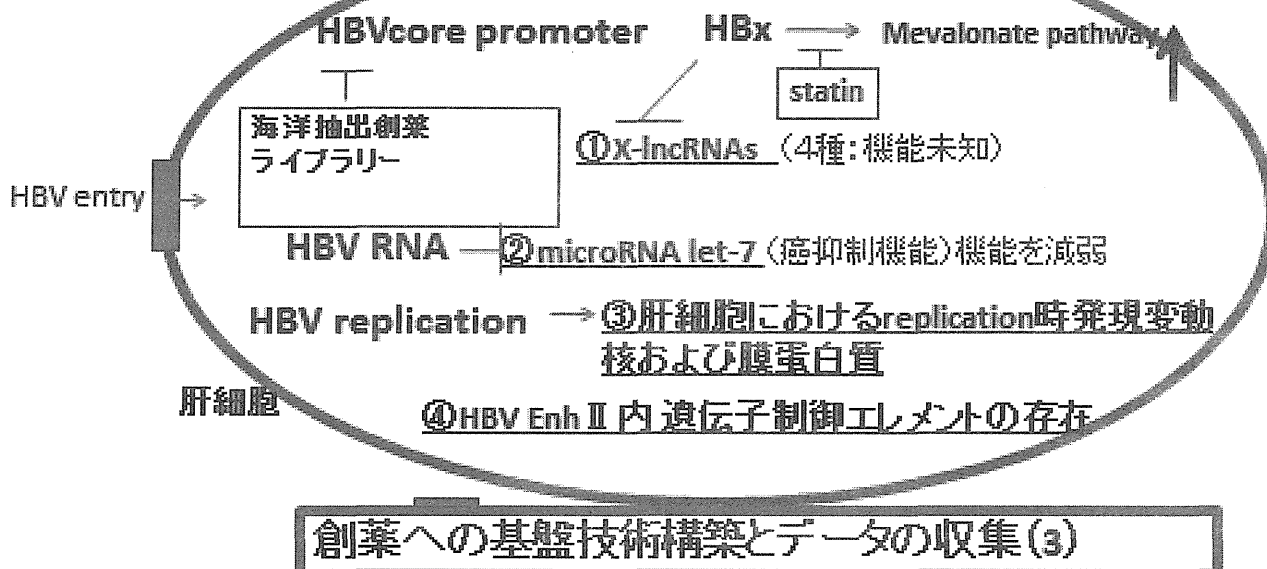 HBVcore promoter
HBx → Mevalonate pathway
statin
海洋抽出創薬
ライブラリー
①X-lncRNAs （4種：機能未知）
HBV entry
HBV RNA
②microRNA let-7（癌抑制機能）機能を減弱
HBV replication → ③肝細胞におけるreplication時発現変動
核および膜蛋白質
肝細胞
④HBV Enh Ⅱ 内 遺伝子制御エレメントの存在
創薬への基盤技術構築とデータの収集(3)